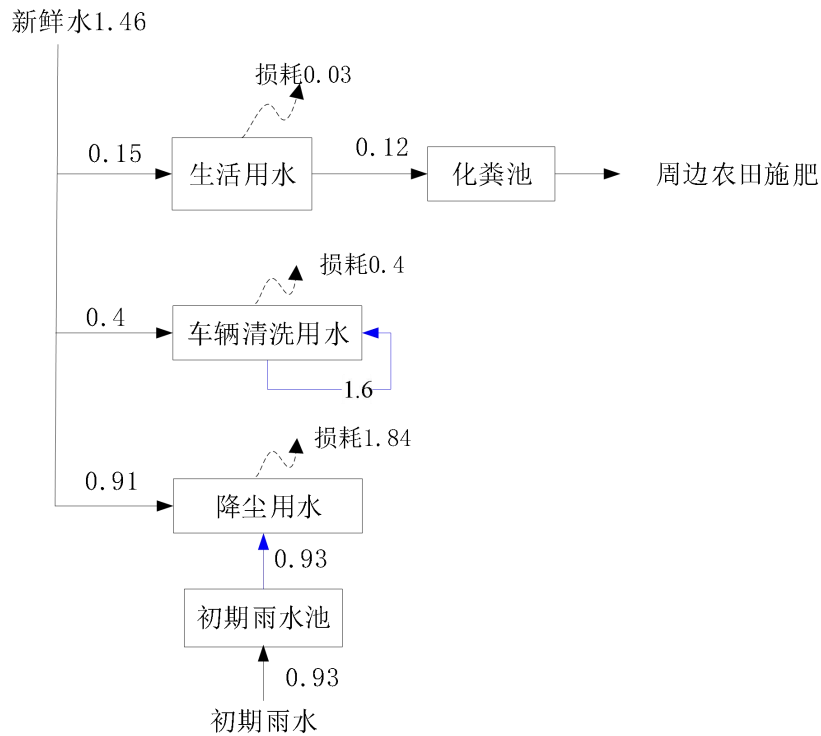 新鲜水1.46
损耗0.03
0.15
生活用水
0.12
化粪池
周边农田施肥
损耗0.4
0.4
车辆清洗用水
1.6
损耗1.84
0.91
降尘用水
0.93
初期雨水池
0.93
初期雨水